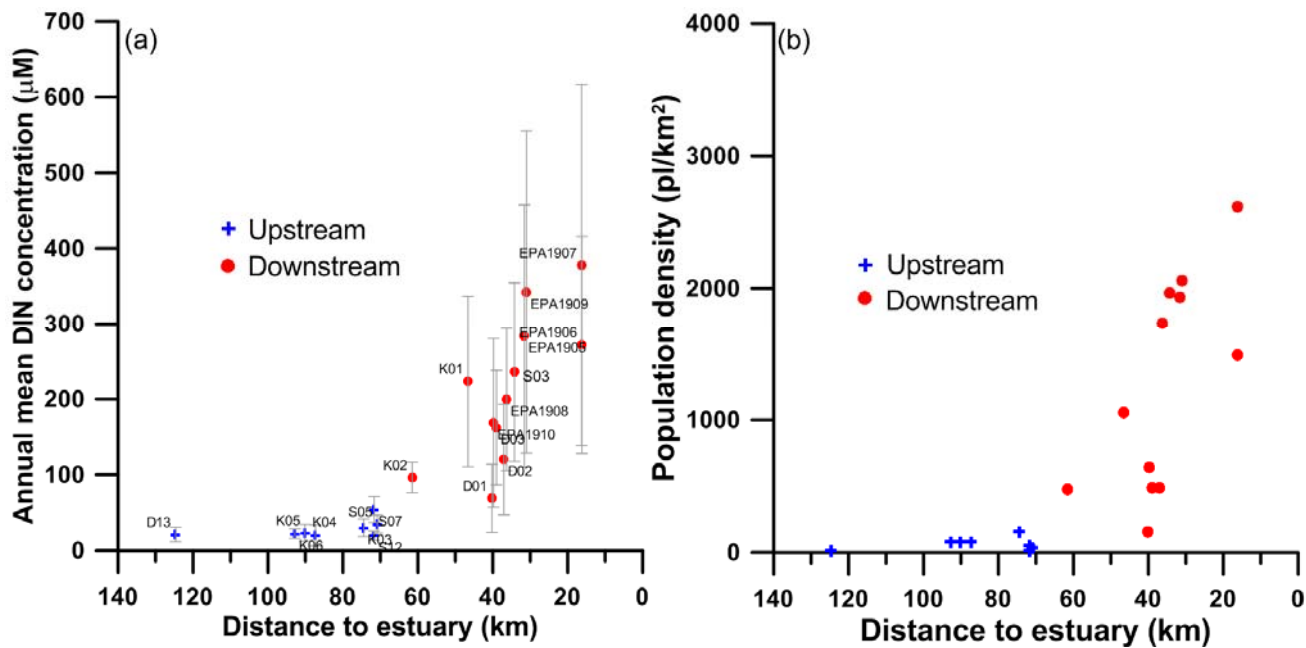 (a)
Annual mean DIN concentration (μM)
700
600
500
400
300
200
100
0
Upstream
Downstream
EPA1907
EPA1909
EPA1906
EPA1905
S03
K01
EPA1908
EPA1910
D03
D02
K02
D01
D13
K05
K04
K06
S05
S07
K03
S12
140
120
100
80
60
40
20
0
Distance to estuary (km)
(b)
Population density (pl/km²)
4000
3000
2000
1000
0
Upstream
Downstream
140
120
100
80
60
40
20
0
Distance to estuary (km)